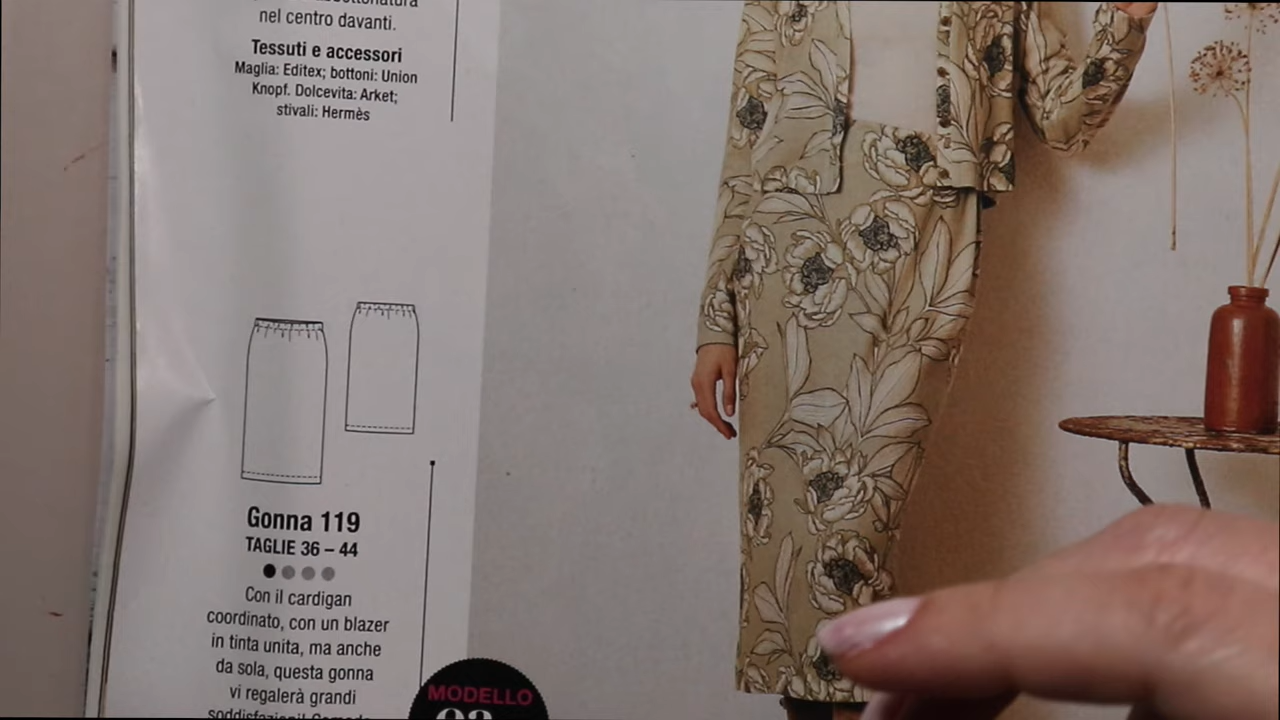 nel centro davanti.
Tessuti e accessori
Maglia: Editex; bottoni: Union
Knopf. Dolcevita: Arket;
stivali: Hermès
Gonna 119
TAGLIE 36 – 44
Con il cardigan
coordinato, con un blazer
in tinta unita, ma anche
da sola, questa gonna
vi regalerà grandi
MODELLO